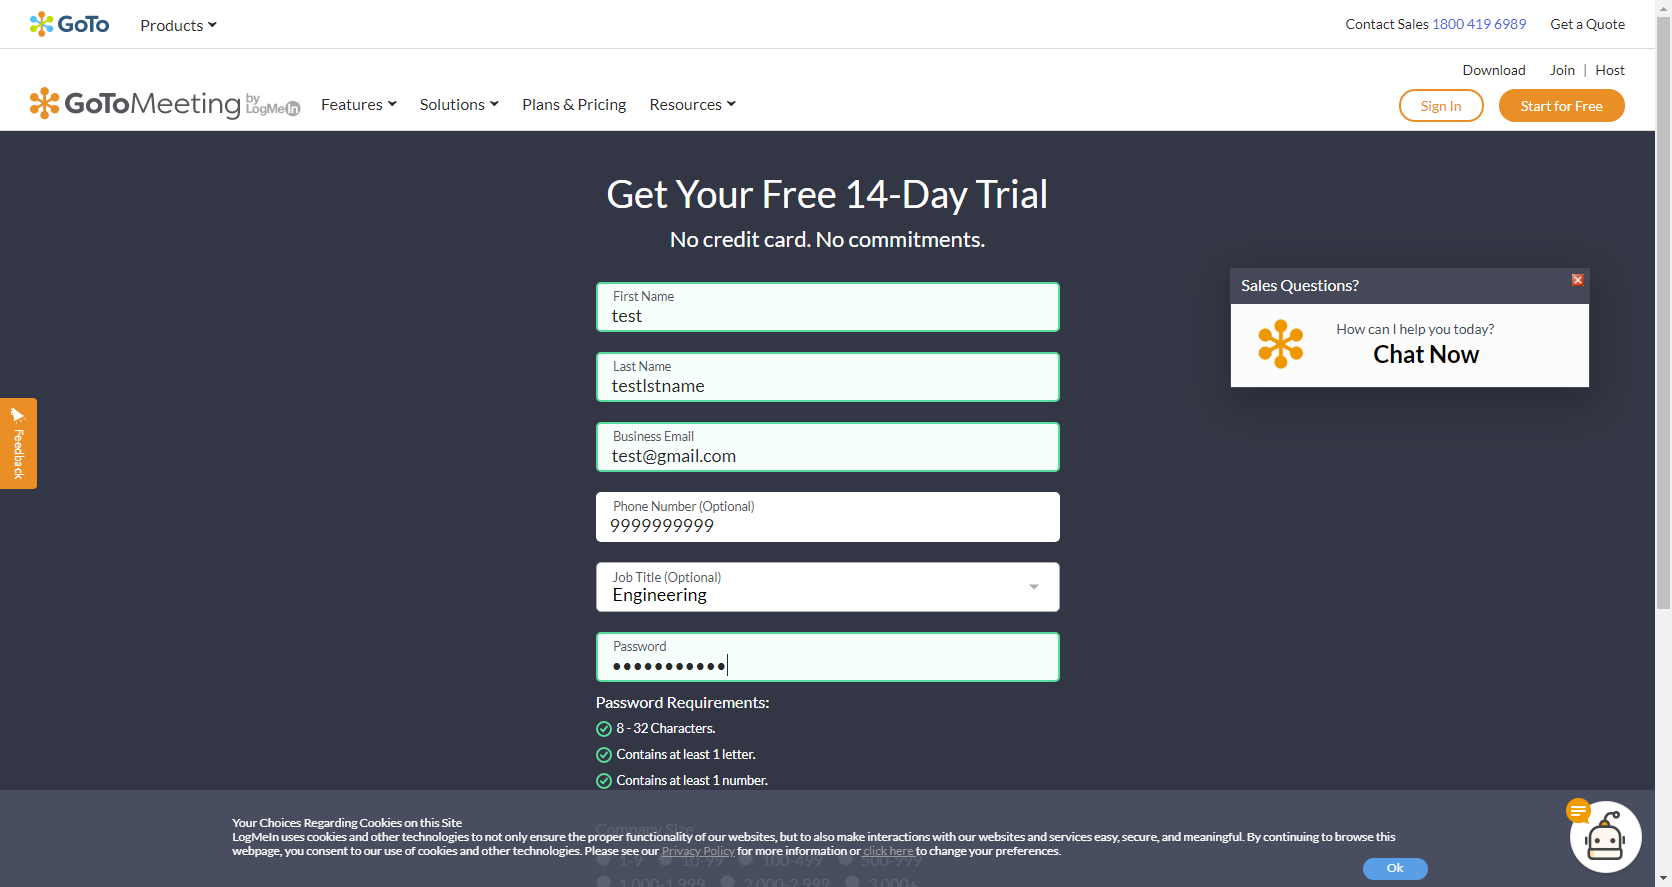 GoTo
Products
Contact Sales 1800 419 6989
Get a Quote
Download
Join | Host
GoToMeeting by LogMeIn
Features
Solutions
Plans & Pricing
Resources
Sign In
Start for Free
Get Your Free 14-Day Trial
No credit card. No commitments.
First Name
test
Last Name
testlstname
Business Email
test@gmail.com
Phone Number (Optional)
9999999999
Job Title (Optional)
Engineering
Password
Password Requirements:
8 - 32 Characters.
Contains at least 1 letter.
Contains at least 1 number.
Sales Questions?
How can I help you today?
Chat Now
Feedback
Company Size
Your Choices Regarding Cookies on this Site
LogMeIn uses cookies and other technologies to not only ensure the proper functionality of our websites, but to also make interactions with our websites and services easy, secure, and meaningful. By continuing to browse this
webpage, you consent to our use of cookies and other technologies. Please see our Privacy Policy for more information or click here to change your preferences.
1-9 10-99 100-499 500-999
Ok
1,000-1,999 2,000-2,999 3,000+